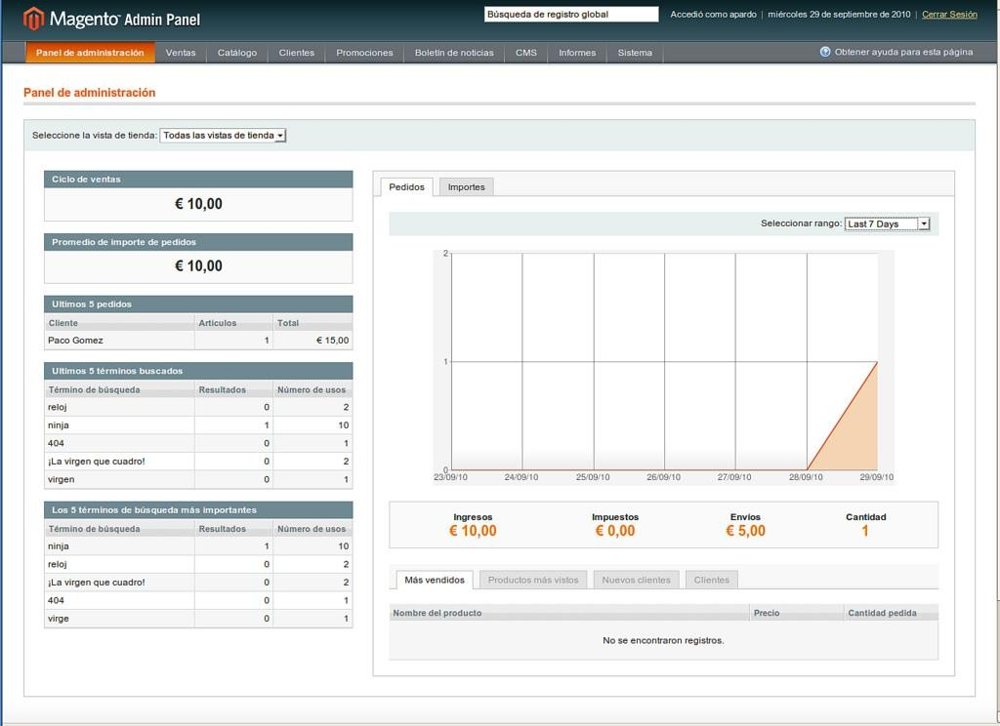 Magento Admin Panel
Búsqueda de registro global
Accedió como apardo | miércoles 29 de septiembre de 2010 | Cerrar Sesión
Panel de administración Ventas Catálogo Clientes Promociones Boletín de noticias CMS Informes Sistema
Obtener ayuda para esta página
Panel de administración
Seleccione la vista de tienda: Todas las vistas de tienda
Ciclo de ventas
€ 10,00
Promedio de importe de pedidos
€ 10,00
Ultimos 5 pedidos
Cliente Artículos Total
Paco Gomez 1 € 15,00
Ultimos 5 términos buscados
Término de búsqueda Resultados Número de usos
reloj 0 2
ninja 1 10
404 0 1
¡La virgen que cuadro! 0 2
virgen 0 1
Los 5 términos de búsqueda más importantes
Término de búsqueda Resultados Número de usos
ninja 1 10
reloj 0 2
¡La virgen que cuadro! 0 2
404 0 1
virge 0 1
Pedidos Importes
Seleccionar rango: Last 7 Days
2
1
0
23/09/10 24/09/10 25/09/10 26/09/10 27/09/10 28/09/10 29/09/10
Ingresos Impuestos Envíos Cantidad
€ 10,00 € 0,00 € 5,00 1
Más vendidos Productos más vistos Nuevos clientes Clientes
Nombre del producto Precio Cantidad pedida
No se encontraron registros.